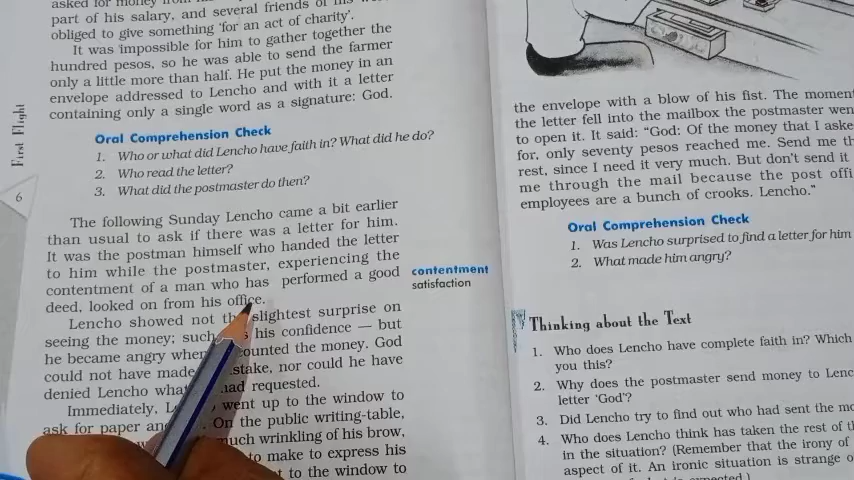 asked for money from
part of his salary, and several friends of his
obliged to give something 'for an act of charity'.
It was impossible for him to gather together the
hundred pesos, so he was able to send the farmer
only a little more than half. He put the money in an
envelope addressed to Lencho and with it a letter
containing only a single word as a signature: God.
Oral Comprehension Check
1. Who or what did Lencho have faith in? What did he do?
2. Who read the letter?
3. What did the postmaster do then?
First Flight
6
The following Sunday Lencho came a bit earlier
than usual to ask if there was a letter for him.
It was the postman himself who handed the letter
to him while the postmaster, experiencing the
contentment of a man who has performed a good
deed, looked on from his office.
contentment
satisfaction
Lencho showed not the slightest surprise on
seeing the money; such his confidence — but
he became angry when counted the money. God
could not have made stake, nor could he have
denied Lencho what had requested.
Immediately, L went up to the window to
ask for paper an On the public writing-table,
much wrinkling of his brow,
to make to express his
t to the window to
the envelope with a blow of his fist. The moment
the letter fell into the mailbox the postmaster wen
to open it. It said: "God: Of the money that I aske
for, only seventy pesos reached me. Send me th
rest, since I need it very much. But don't send it
me through the mail because the post offi
employees are a bunch of crooks. Lencho."
Oral Comprehension Check
1. Was Lencho surprised to find a letter for him
2. What made him angry?
Thinking about the Text
1. Who does Lencho have complete faith in? Which
you this?
2. Why does the postmaster send money to Lenc
letter 'God'?
3. Did Lencho try to find out who had sent the mo
4. Who does Lencho think has taken the rest of t
in the situation? (Remember that the irony of
aspect of it. An ironic situation is strange o
expected.)